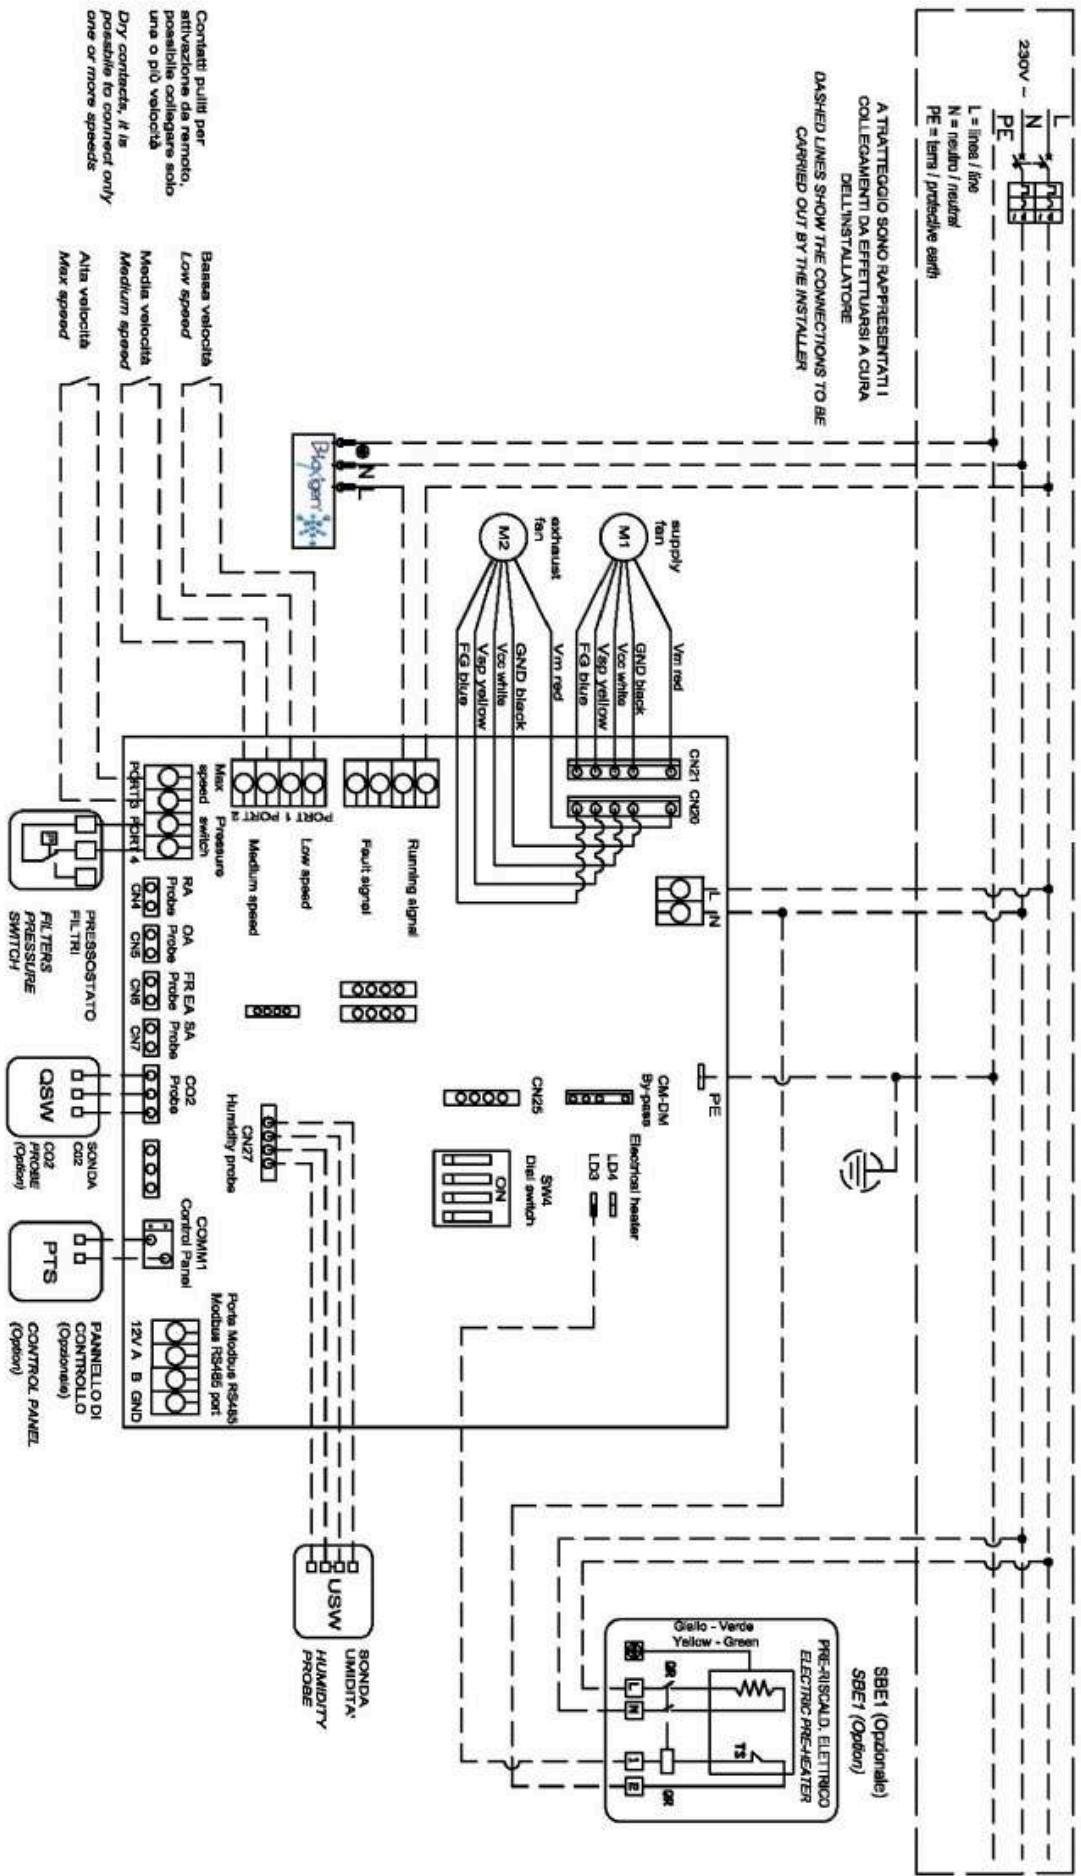 230V ~
L
N
PE
L = linea / line
N = neutro / neutral
PE = terra / protective earth
A TRATTEGGIO SONO RAPPRESENTATI I
COLLEGAMENTI DA EFFETTUARSI A CURA
DELL'INSTALLATORE
DASHED LINES SHOW THE CONNECTIONS TO BE
CARRIED OUT BY THE INSTALLER
Contatti puliti per
attivazione da remoto,
possibile collegare solo
una o più velocità
Dry contacts, it is
possible to connect only
one or more speeds
Bassa velocità
Low speed
Media velocità
Medium speed
Alta velocità
Max speed
N L
supply
fan
M1
exhaust
fan
M2
Vm red
GND black
Vcc white
Vsp yellow
FG blue
Vm red
GND black
Vcc white
Vsp yellow
FG blue
CN21 CN20
L N
PE
Running signal
Fault signal
Low speed
Medium speed
PORT 1 PORT 2
Max
speed
Pressure
switch
PORT 3 PORT 4
RA
Probe
CN4
OA
Probe
CN5
FR EA
Probe
CN6
SA
Probe
CN7
CO2
Probe
COMM1
Control Panel
Porta Modbus RS485
Modbus RS485 port
12V A B GND
CM-DM
By-pass
CN25
Electrical heater
LD4
LD3
SW4
Dial switch
ON
CN27
Humidity probe
P
PRESSOSTATO
FILTRI
FILTERS
PRESSURE
SWITCH
QSW
SONDA
CO2
CO2
PROBE
(Option)
PTS
PANNELLO DI
CONTROLLO
(Opzionale)
CONTROL PANEL
(Option)
USW
SONDA
UMIDITA'
HUMIDITY
PROBE
SBE1 (Opzionale)
SBE1 (Option)
PRE-RISCALD. ELETTRICO
ELECTRIC PRE-HEATER
Giallo - Verde
Yellow - Green
QR
L
N
TS
1
2
QR